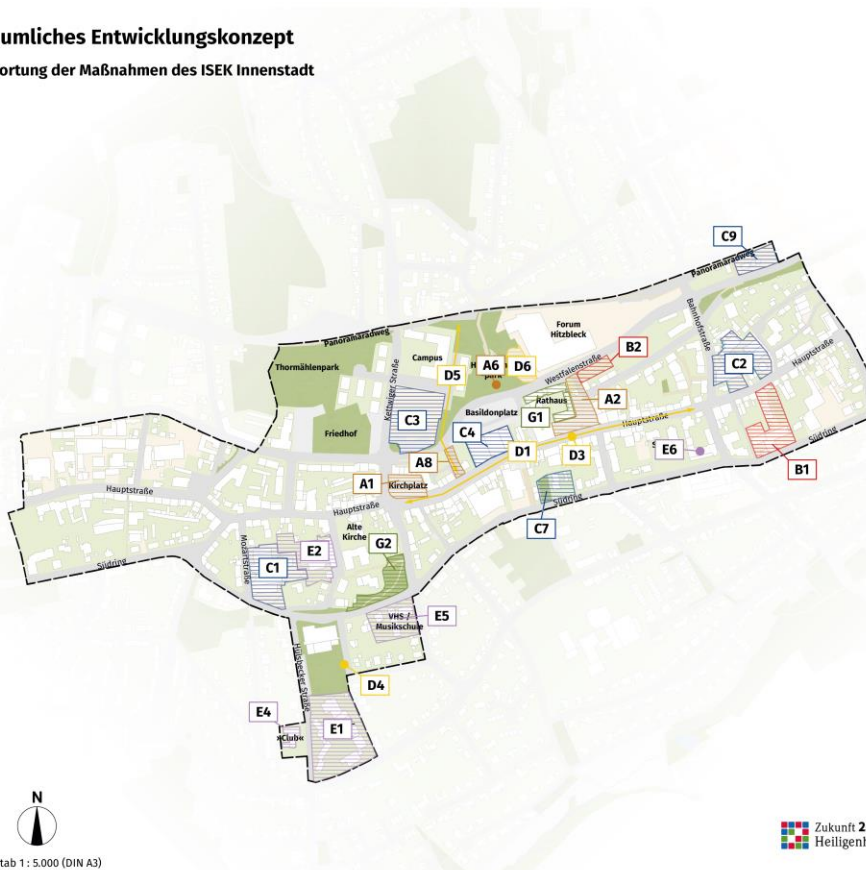 umliches Entwicklungskonzept
ortung der Maßnahmen des ISEK Innenstadt
C9
Panoramaradweg
Bahnhofstraße
Forum
Hitzbleck
Panoramaradweg
B2
Campus
Thormählenpark
Kettwiger Straße
D5
A6
D6
Westfalenstraße
C2
Hauptstraße
Rathaus
A2
G1
Basildonplatz
C3
C4
Hauptstraße
Friedhof
D1
D3
E6
Südring
B1
A8
A1
Kirchplatz
Hauptstraße
Hauptstraße
Südring
C7
Alte
Kirche
G2
Mozartstraße
E2
C1
Südring
VHS /
Musikschule
E5
Hülsbecker Straße
D4
E4
»Club«
E1
N
tab 1 : 5.000 (DIN A3)
Zukunft 2
Heiligenh